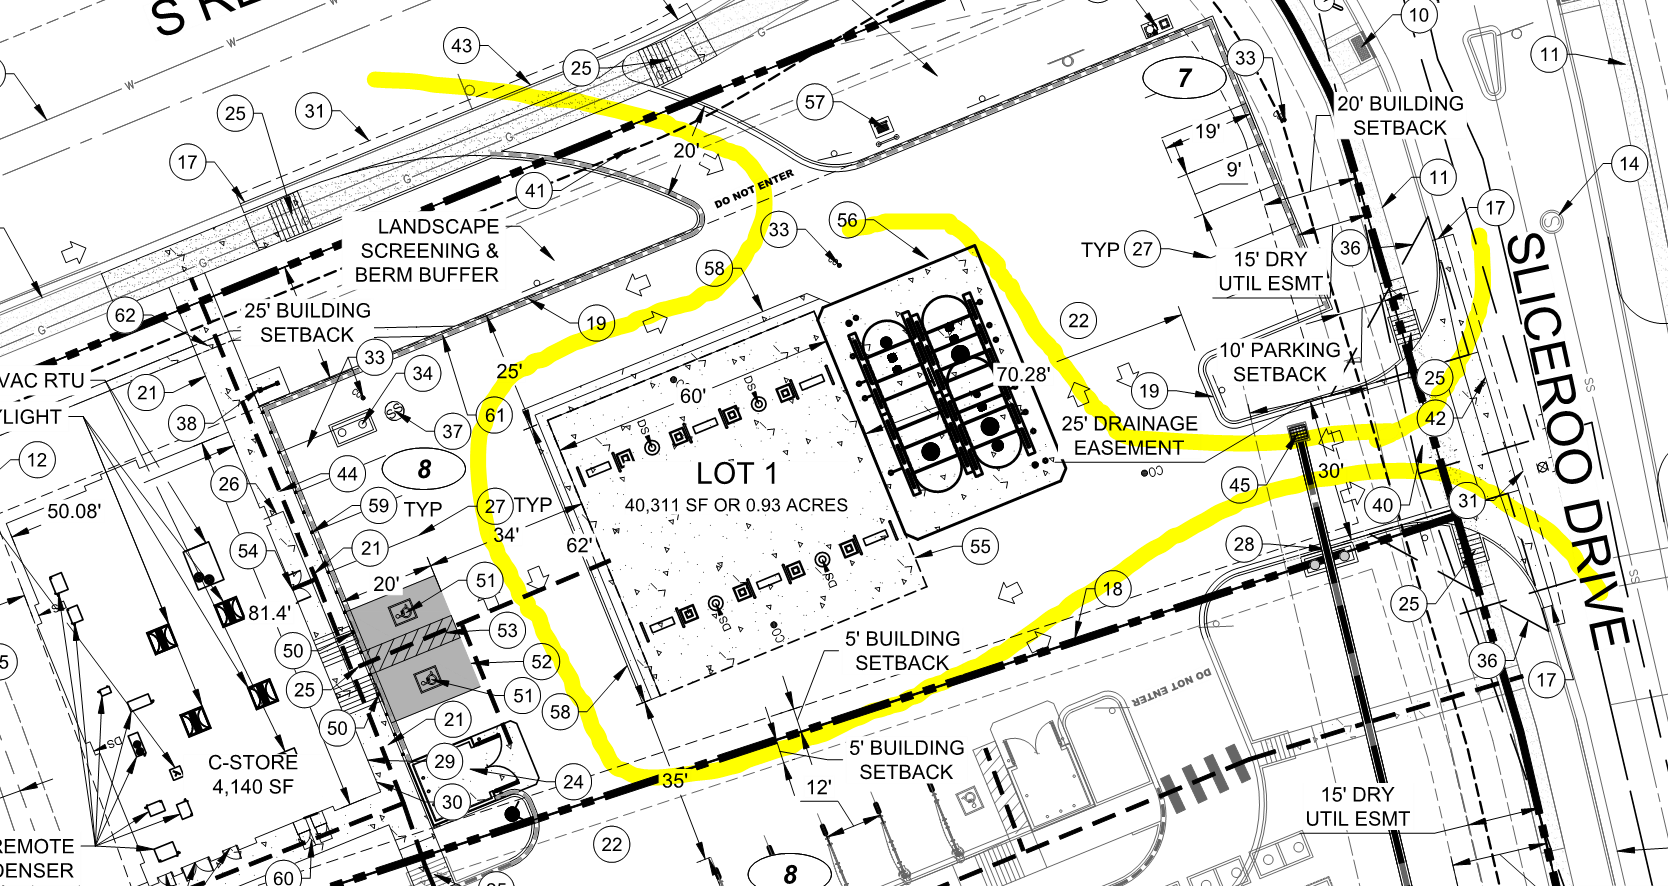 S RE
43
25
10
11
33
7
31
25
57
20' BUILDING
SETBACK
19'
17
20'
9'
14
41
DO NOT ENTER
11
17
LANDSCAPE
SCREENING &
BERM BUFFER
56
33
TYP 27
36
15' DRY
UTIL ESMT
58
SLICEROO DRIVE
62
25' BUILDING
SETBACK
19
22
10' PARKING
SETBACK
33
34
25'
70.28'
VAC RTU
YLIGHT
21
60'
19
25
DS
61
38
37
25' DRAINAGE
EASEMENT
42
12
8
LOT 1
CO
30'
44
26
40,311 SF OR 0.93 ACRES
45
31
50.08'
59
TYP
27
TYP
40
34'
62'
54
21
55
28
SS
20'
51
18
81.4'
DS
25
53
5' BUILDING
SETBACK
50
52
36
25
51
DO NOT ENTER
17
58
50
21
5' BUILDING
SETBACK
C-STORE
4,140 SF
29
24
35'
12'
15' DRY
UTIL ESMT
30
REMOTE
DENSER
22
60
8